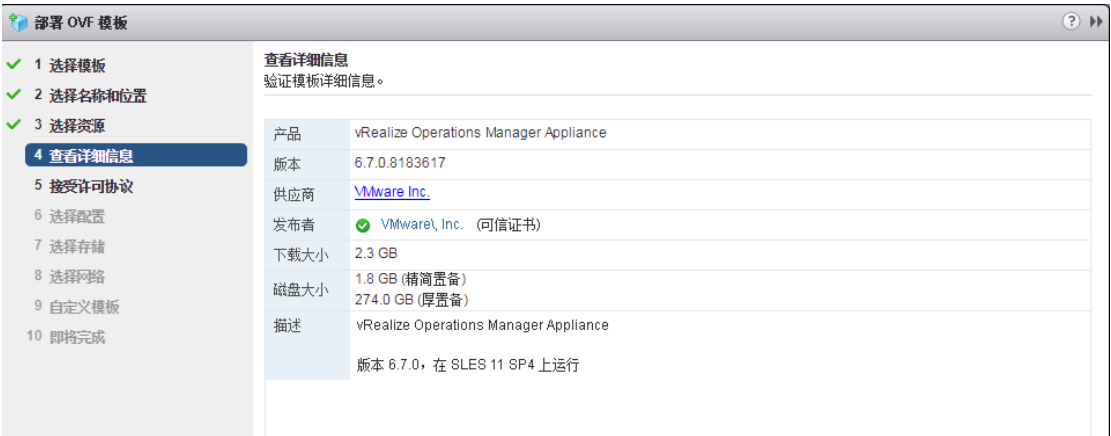 部署 OVF 模板
1 选择模板
2 选择名称和位置
3 选择资源
4 查看详细信息
5 接受许可协议
6 选择配置
7 选择存储
8 选择网络
9 自定义模板
10 即将完成
查看详细信息
验证模板详细信息。
产品 vRealize Operations Manager Appliance
版本 6.7.0.8183617
供应商 VMware Inc.
发布者 VMware\, Inc. (可信证书)
下载大小 2.3 GB
磁盘大小 1.8 GB (精简置备)
274.0 GB (厚置备)
描述 vRealize Operations Manager Appliance
版本 6.7.0，在 SLES 11 SP4 上运行